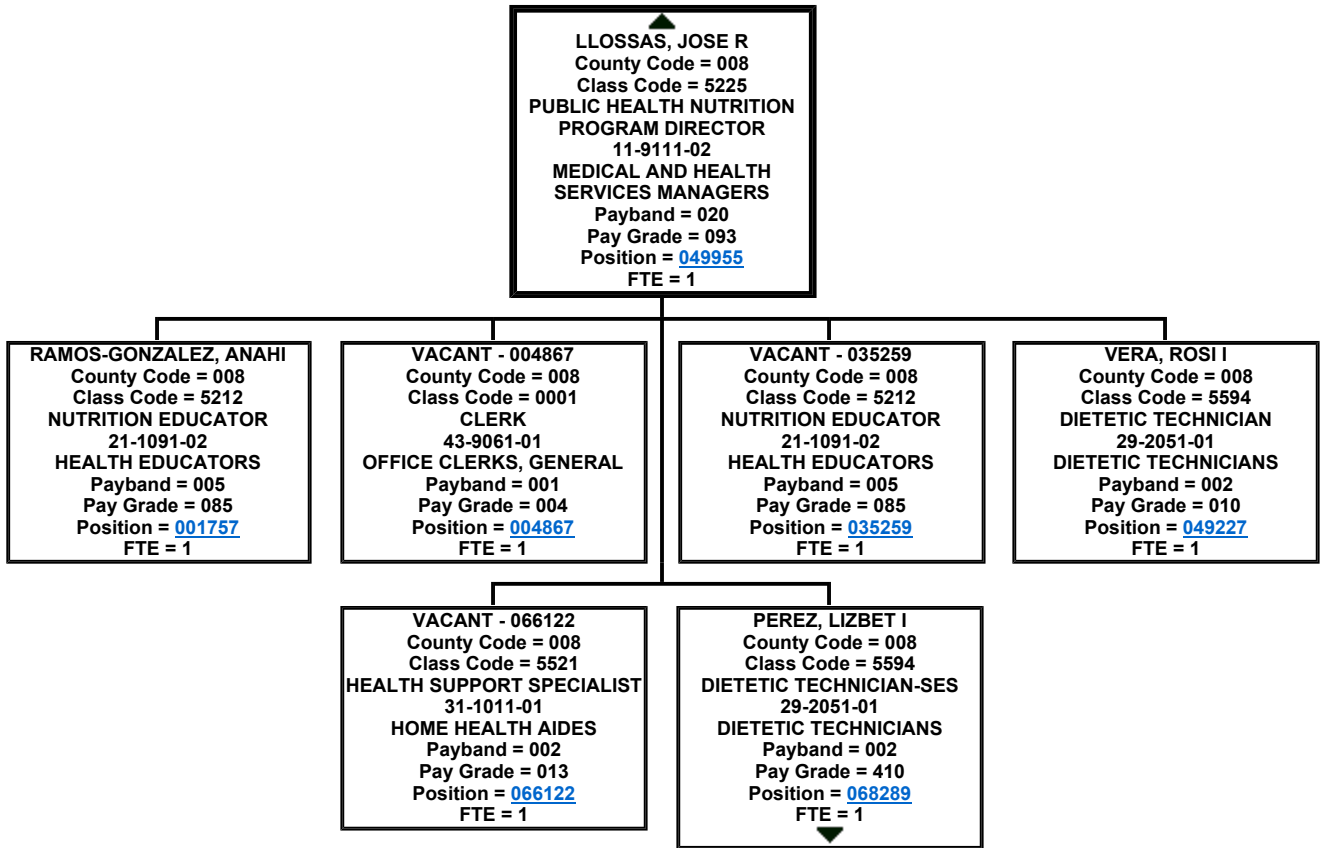 LLOSSAS, JOSE R
County Code = 008
Class Code = 5225
PUBLIC HEALTH NUTRITION
PROGRAM DIRECTOR
11-9111-02
MEDICAL AND HEALTH
SERVICES MANAGERS
Payband = 020
Pay Grade = 093
Position = 049955
FTE = 1
RAMOS-GONZALEZ, ANAHI
County Code = 008
Class Code = 5212
NUTRITION EDUCATOR
21-1091-02
HEALTH EDUCATORS
Payband = 005
Pay Grade = 085
Position = 001757
FTE = 1
VACANT - 004867
County Code = 008
Class Code = 0001
CLERK
43-9061-01
OFFICE CLERKS, GENERAL
Payband = 001
Pay Grade = 004
Position = 004867
FTE = 1
VACANT - 035259
County Code = 008
Class Code = 5212
NUTRITION EDUCATOR
21-1091-02
HEALTH EDUCATORS
Payband = 005
Pay Grade = 085
Position = 035259
FTE = 1
VERA, ROSI I
County Code = 008
Class Code = 5594
DIETETIC TECHNICIAN
29-2051-01
DIETETIC TECHNICIANS
Payband = 002
Pay Grade = 010
Position = 049227
FTE = 1
VACANT - 066122
County Code = 008
Class Code = 5521
HEALTH SUPPORT SPECIALIST
31-1011-01
HOME HEALTH AIDES
Payband = 002
Pay Grade = 013
Position = 066122
FTE = 1
PEREZ, LIZBET I
County Code = 008
Class Code = 5594
DIETETIC TECHNICIAN-SES
29-2051-01
DIETETIC TECHNICIANS
Payband = 002
Pay Grade = 410
Position = 068289
FTE = 1